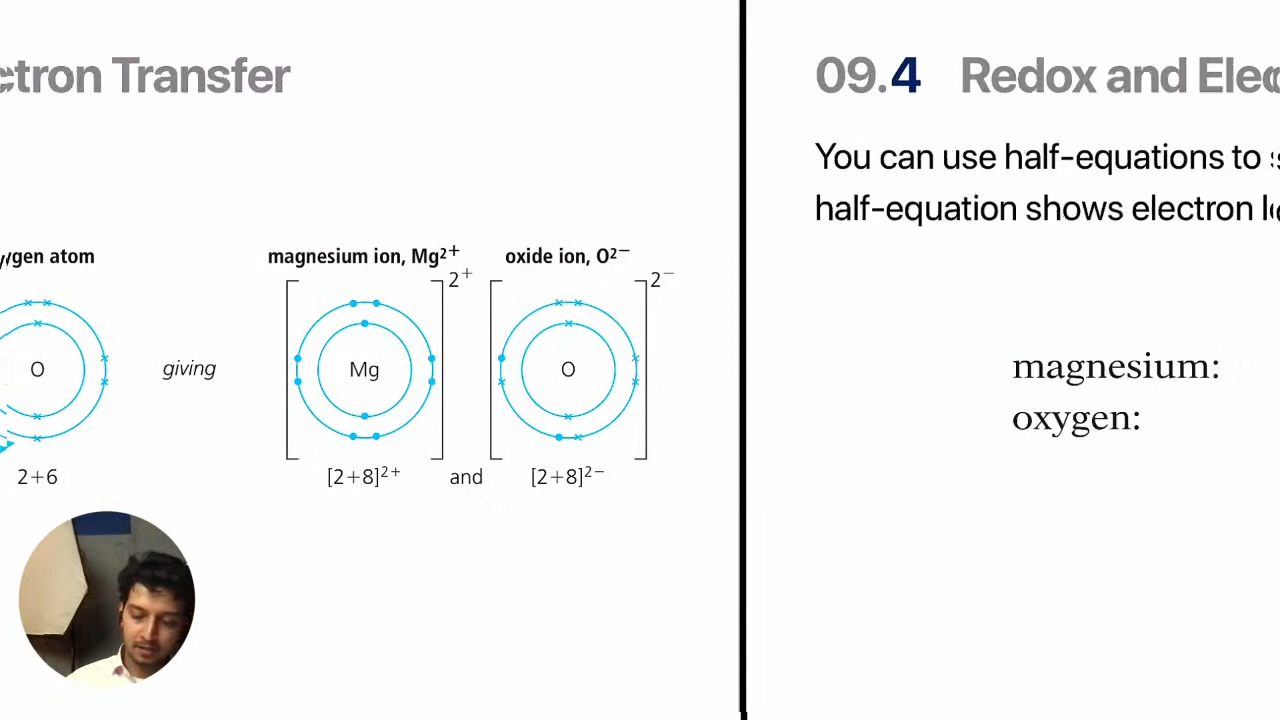 ctron Transfer
ygen atom
magnesium ion, Mg²⁺
oxide ion, O²⁻
2⁺
2⁻
O
giving
Mg
O
2+6
[2+8]²⁺
and
[2+8]²⁻
09.4 Redox and Elec
You can use half-equations to s
half-equation shows electron lo
magnesium:
oxygen: